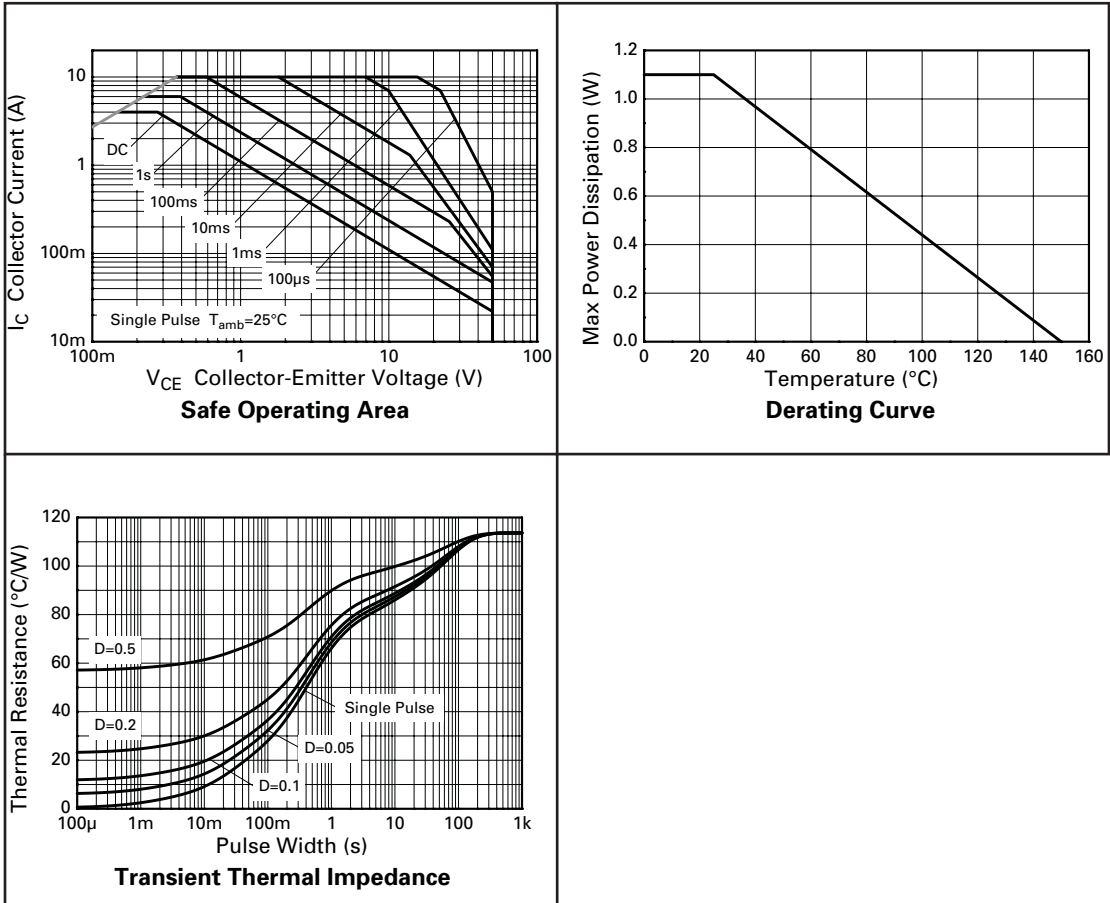 10
1
100m
10m
I_C Collector Current (A)
DC
1s
100ms
10ms
1ms
100µs
Single Pulse T_amb=25°C
100m 1 10 100
V_CE Collector-Emitter Voltage (V)
Safe Operating Area
1.2
1.0
0.8
0.6
0.4
0.2
0.0
Max Power Dissipation (W)
0 20 40 60 80 100 120 140 160
Temperature (°C)
Derating Curve
120
100
80
60
40
20
0
Thermal Resistance (°C/W)
D=0.5
D=0.2
Single Pulse
D=0.05
D=0.1
100µ 1m 10m 100m 1 10 100 1k
Pulse Width (s)
Transient Thermal Impedance